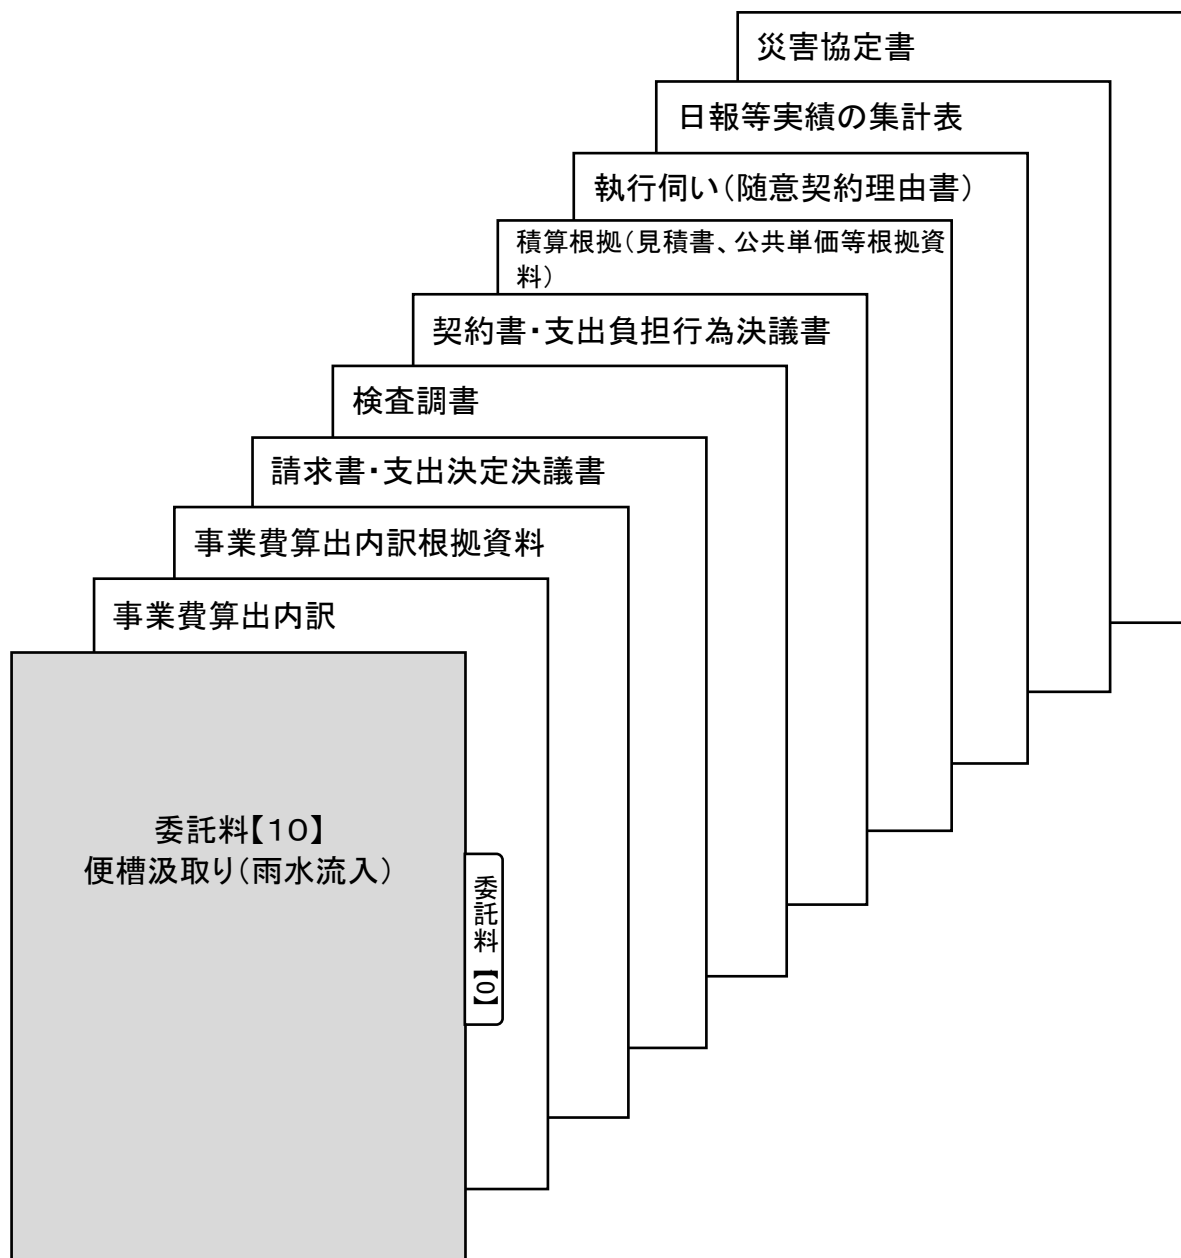 災害協定書
日報等実績の集計表
執行伺い（随意契約理由書）
積算根拠（見積書、公共単価等根拠資
料）
契約書・支出負担行為決議書
検査調書
請求書・支出決定決議書
事業費算出内訳根拠資料
事業費算出内訳
委託料【１０】
便槽汲取り（雨水流入）
委託料【０】